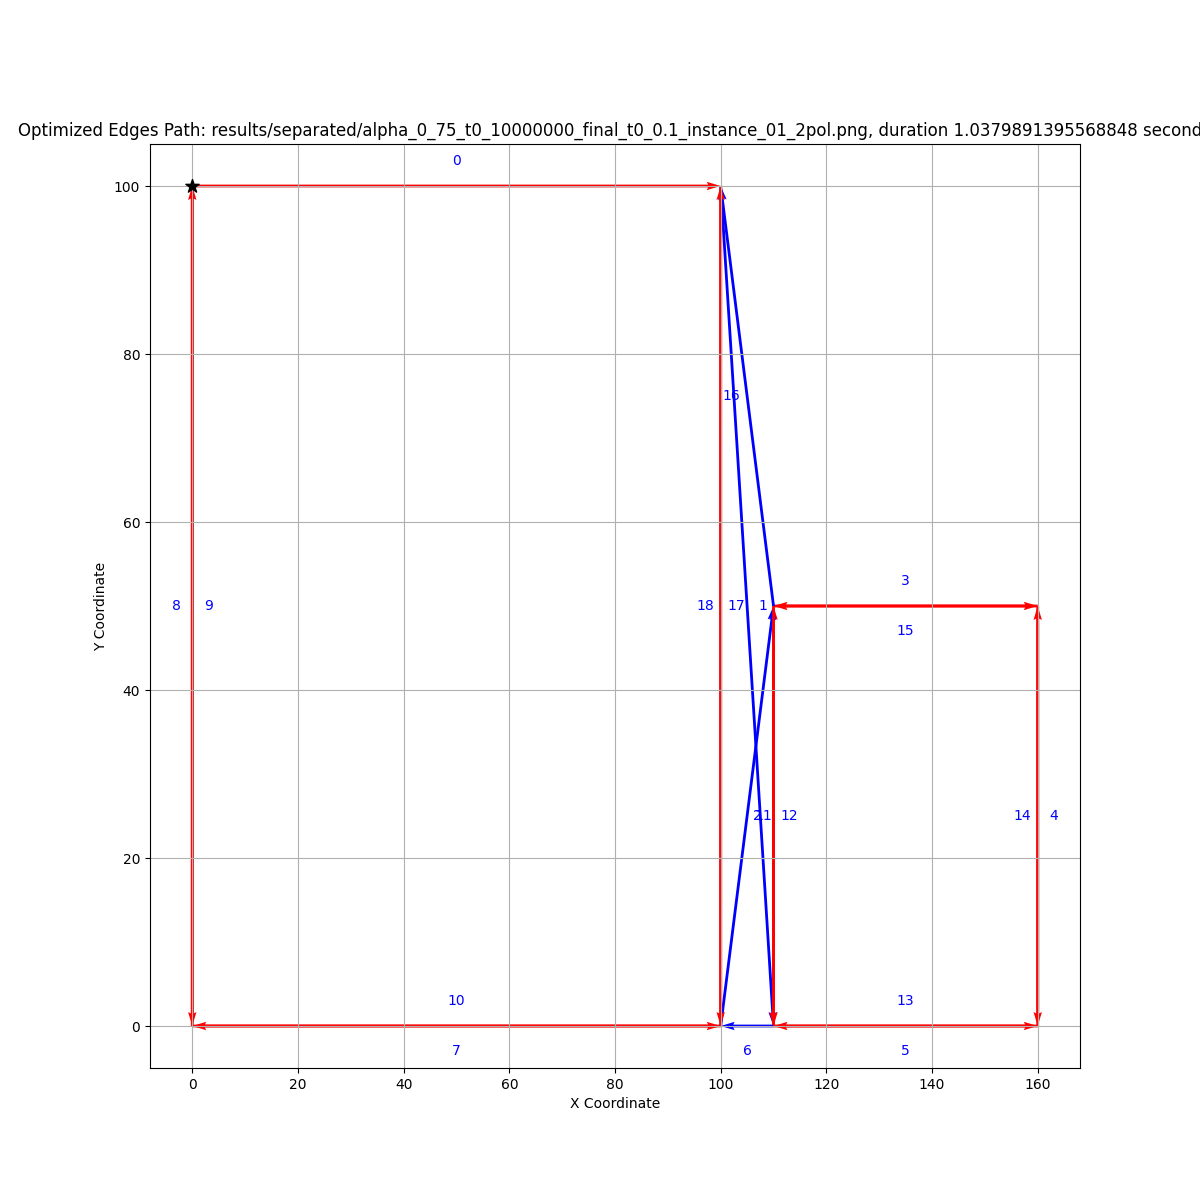 Optimized Edges Path: results/separated/alpha_0_75_t0_10000000_final_t0_0.1_instance_01_2pol.png, duration 1.0379891395568848 second
0
100
80
16
60
3
8 9 18 17 1
15
Y Coordinate
40
21 12 14 4
20
10 13
0
7 6 5
0 20 40 60 80 100 120 140 160
X Coordinate